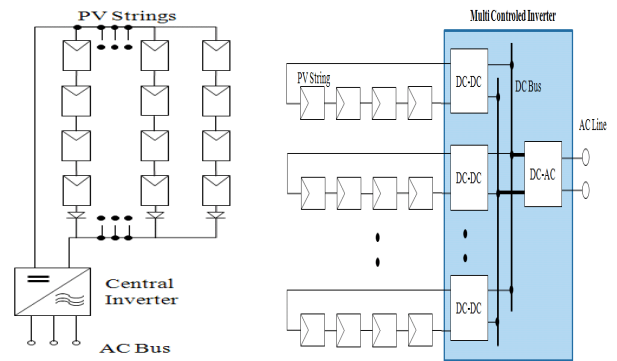 PV Strings
Central
Inverter
AC Bus
Multi Controled Inverter
PV String
DC-DC
DC Bus
AC Line
DC-DC
DC-AC
DC-DC